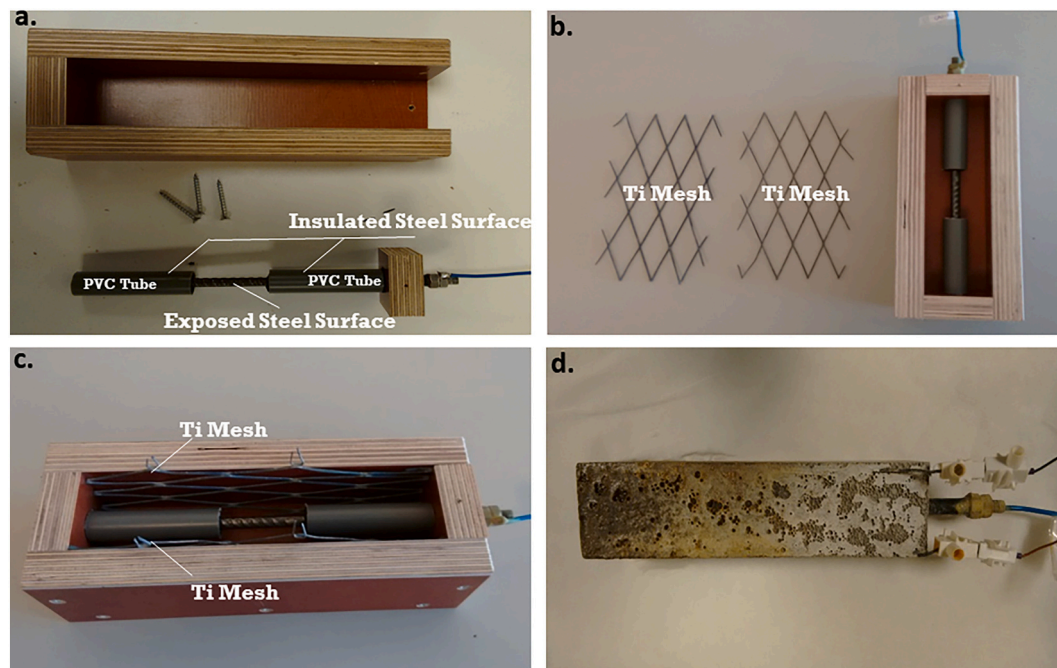 a.
Insulated Steel Surface
PVC Tube
PVC Tube
Exposed Steel Surface
b.
Ti Mesh
Ti Mesh
c.
Ti Mesh
Ti Mesh
d.